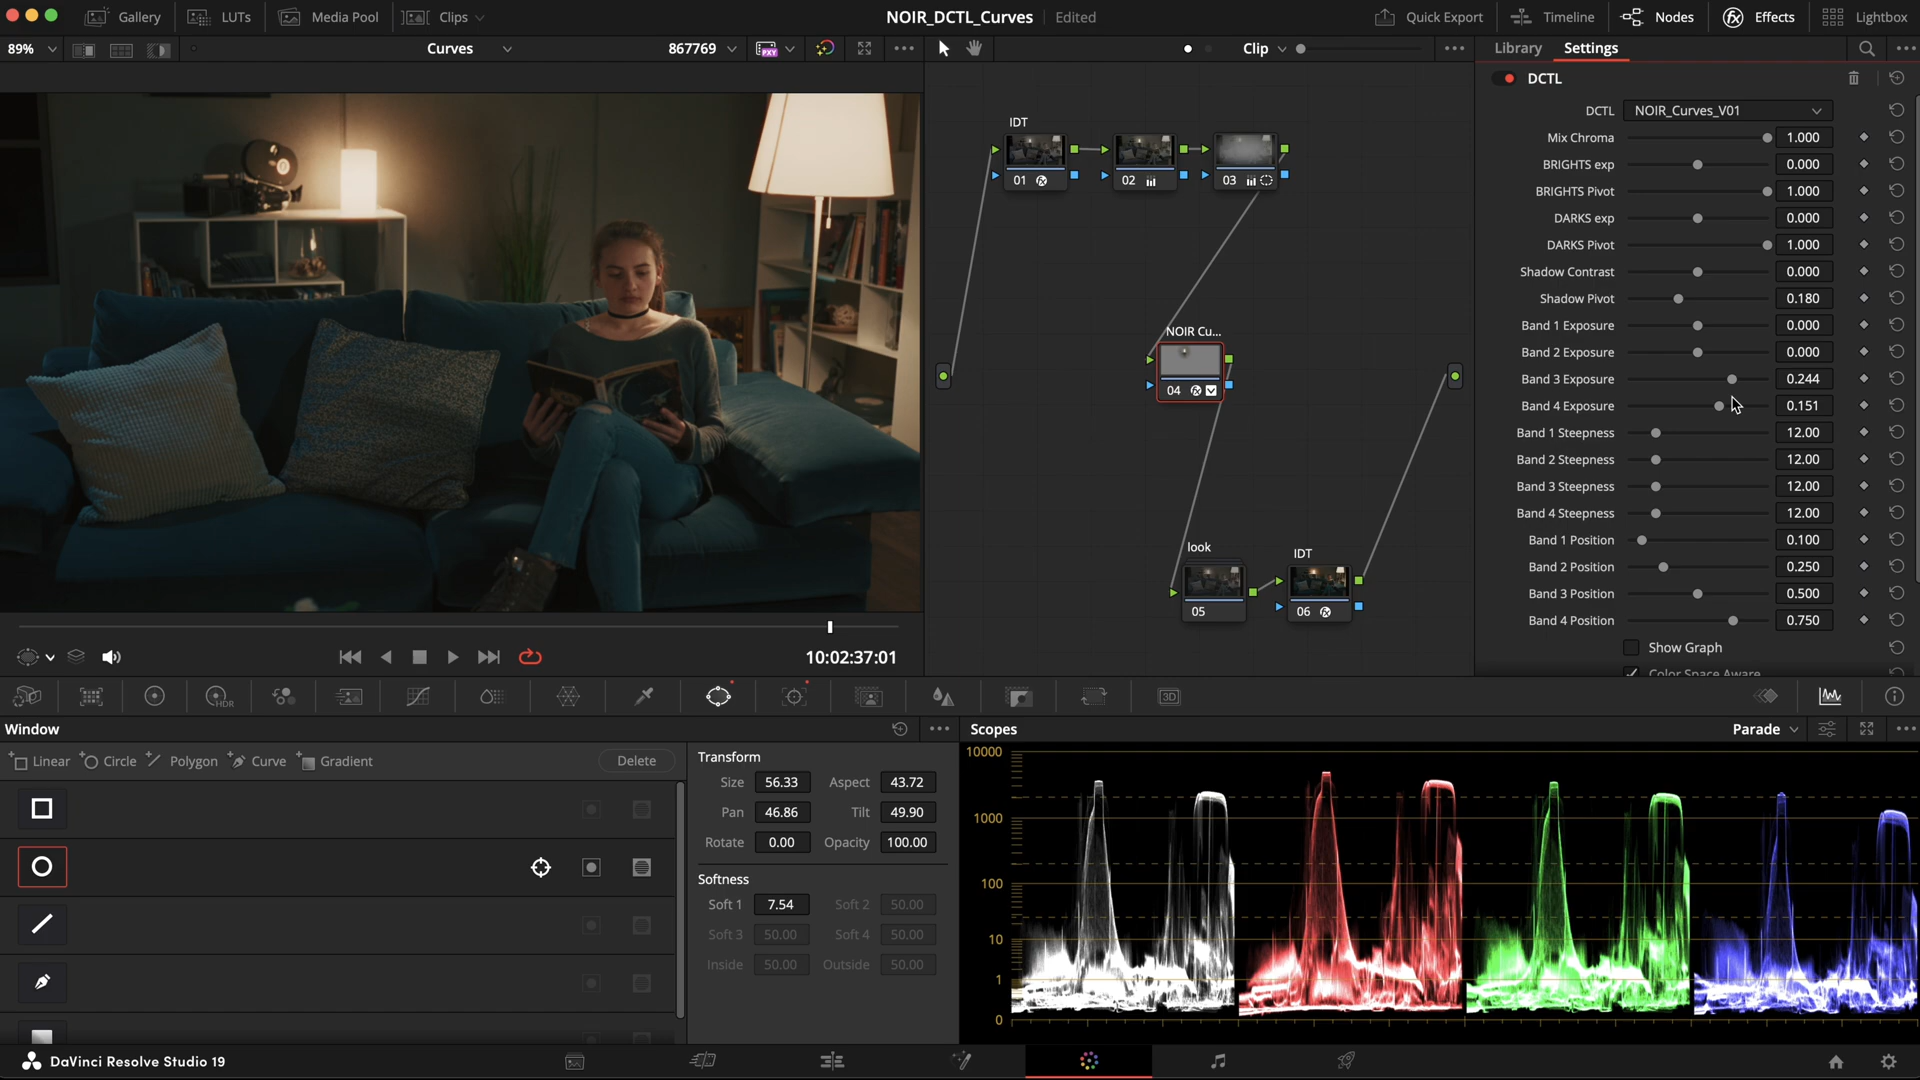 Gallery LUTs Media Pool Clips NOIR_DCTL_Curves Edited Quick Export Timeline Nodes Effects Lightbox
89% Curves 867769 PXY Clip Library Settings
DCTL
DCTL NOIR_Curves_V01
Mix Chroma 1.000
BRIGHTS exp 0.000
BRIGHTS Pivot 1.000
DARKS exp 0.000
DARKS Pivot 1.000
Shadow Contrast 0.000
Shadow Pivot 0.180
Band 1 Exposure 0.000
Band 2 Exposure 0.000
Band 3 Exposure 0.244
Band 4 Exposure 0.151
Band 1 Steepness 12.00
Band 2 Steepness 12.00
Band 3 Steepness 12.00
Band 4 Steepness 12.00
Band 1 Position 0.100
Band 2 Position 0.250
Band 3 Position 0.500
Band 4 Position 0.750
Show Graph
Color Space Aware
IDT
01 02 03
NOIR Cu...
04
look IDT
05 06
10:02:37:01
HDR 3D
Window
Linear Circle Polygon Curve Gradient Delete
Transform
Size 56.33 Aspect 43.72
Pan 46.86 Tilt 49.90
Rotate 0.00 Opacity 100.00
Softness
Soft 1 7.54 Soft 2 50.00
Soft 3 50.00 Soft 4 50.00
Inside 50.00 Outside 50.00
Scopes Parade
10000
1000
100
10
1
0
DaVinci Resolve Studio 19